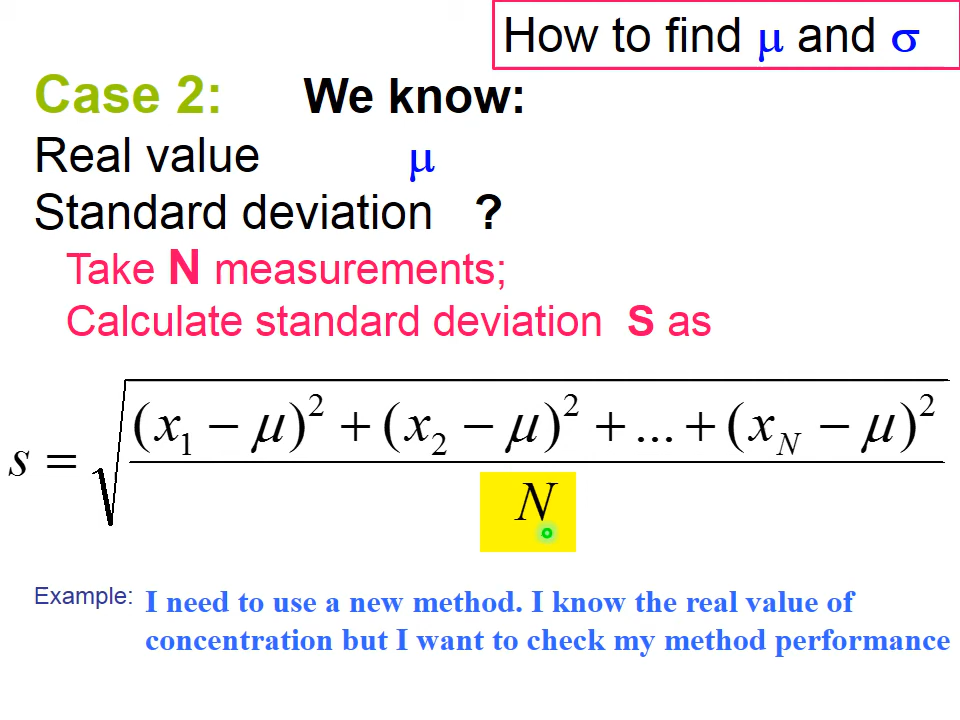 How to find μ and σ
Case 2: We know:
Real value μ
Standard deviation ?
Take N measurements;
Calculate standard deviation S as
s = √((x₁ − μ)² + (x₂ − μ)² + ... + (x_N − μ)² / N)
Example: I need to use a new method. I know the real value of
concentration but I want to check my method performance